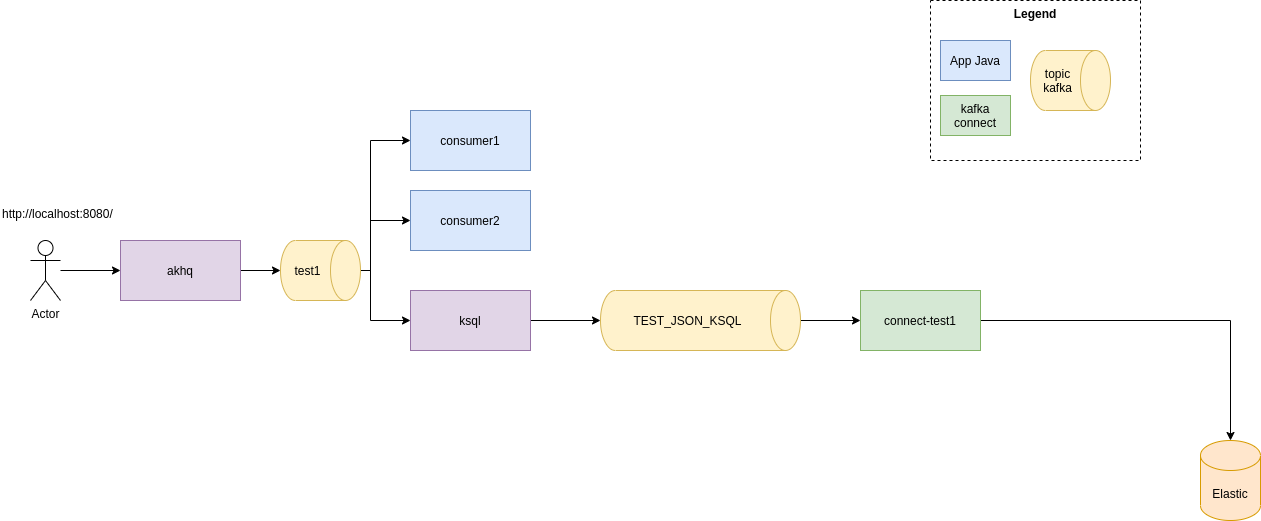 Legend
App Java
topic
kafka
kafka
connect
consumer1
consumer2
http://localhost:8080/
akhq
test1
Actor
ksql
TEST_JSON_KSQL
connect-test1
Elastic